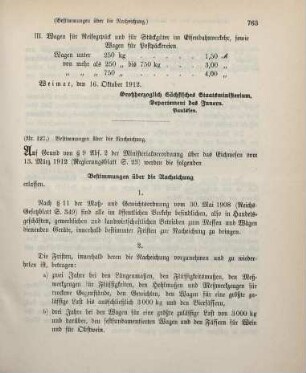 (Bestimmungen über die Nacheichung.) 763
III. Wagen für Reisegepäck und für Stückgüter im Eisenbahnverkehr, sowie
Wagen für Postpäckereien.
Wagen unter 250 kg 1,50 ℳ
„ von mehr als 250 „ bis 750 kg 3,00 „
„ „ „ „ 750 „ 4,00 „
Weimar, den 16. Oktober 1912.
Großherzoglich Sächsisches Staatsministerium,
Departement des Innern.
(Nr. 127.) Bestimmungen über die Nacheichung.
Auf Grund von § 9 Abs. 2 der Ministerialverordnung über das Eichwesen vom
13. März 1912 (Regierungsblatt S. 23) werden die folgenden
Bestimmungen über die Nacheichung
erlassen.
1.
Nach § 11 der Maß- und Gewichtsordnung vom 30. Mai 1908 (Reichs-
Gesetzblatt S. 349) sind alle im öffentlichen Verkehr befindlichen, also in Handels-
geschäften, industriellen und landwirtschaftlichen Betrieben zum Messen und Wägen
dienenden Geräte, innerhalb bestimmter Fristen zur Nacheichung zu bringen.
2.
Die Fristen, innerhalb deren die Nacheichung vorzunehmen und zu wieder-
holen ist, betragen:
a) zwei Jahre bei den Längenmaßen, den Flüssigkeitsmaßen, den Meß-
werkzeugen für Flüssigkeiten, den Hohlmaßen und Meßwerkzeugen für
trockene Gegenstände, den Gewichten, den Wagen für eine größte zu-
lässige Last bis ausschließlich 3000 kg und den Bierfässern,
b) drei Jahre bei den Wagen für eine größte zulässige Last von 3000 kg
und darüber, den festfundamentierten Wagen und den Fässern für Wein
und für Obstwein.